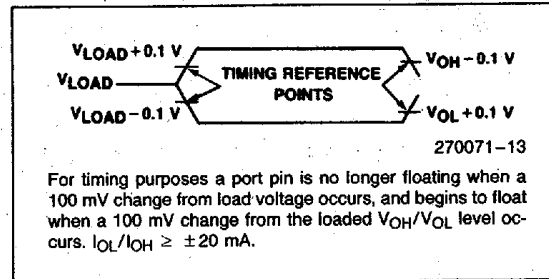 VLOAD+0.1 V
VLOAD
VLOAD−0.1 V
TIMING REFERENCE
POINTS
VOH−0.1 V
VOL+0.1 V
270071−13
For timing purposes a port pin is no longer floating when a
100 mV change from load voltage occurs, and begins to float
when a 100 mV change from the loaded VOH/VOL level oc-
curs. IOL/IOH ≥ ±20 mA.